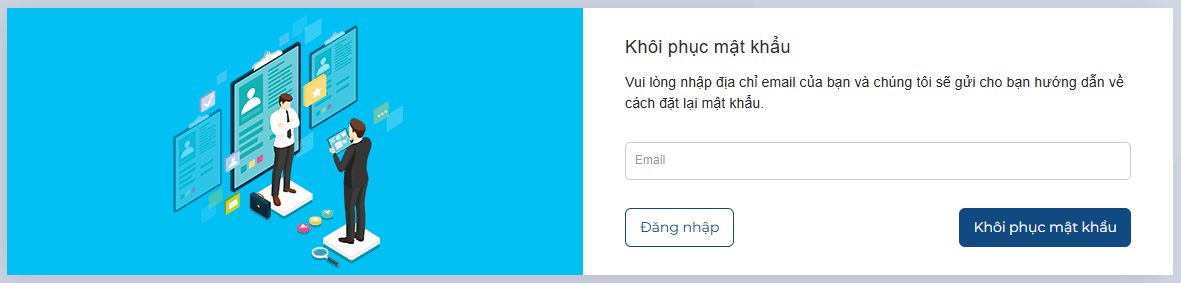 Khôi phục mật khẩu
Vui lòng nhập địa chỉ email của bạn và chúng tôi sẽ gửi cho bạn hướng dẫn về
cách đặt lại mật khẩu.
Email
Đăng nhập
Khôi phục mật khẩu